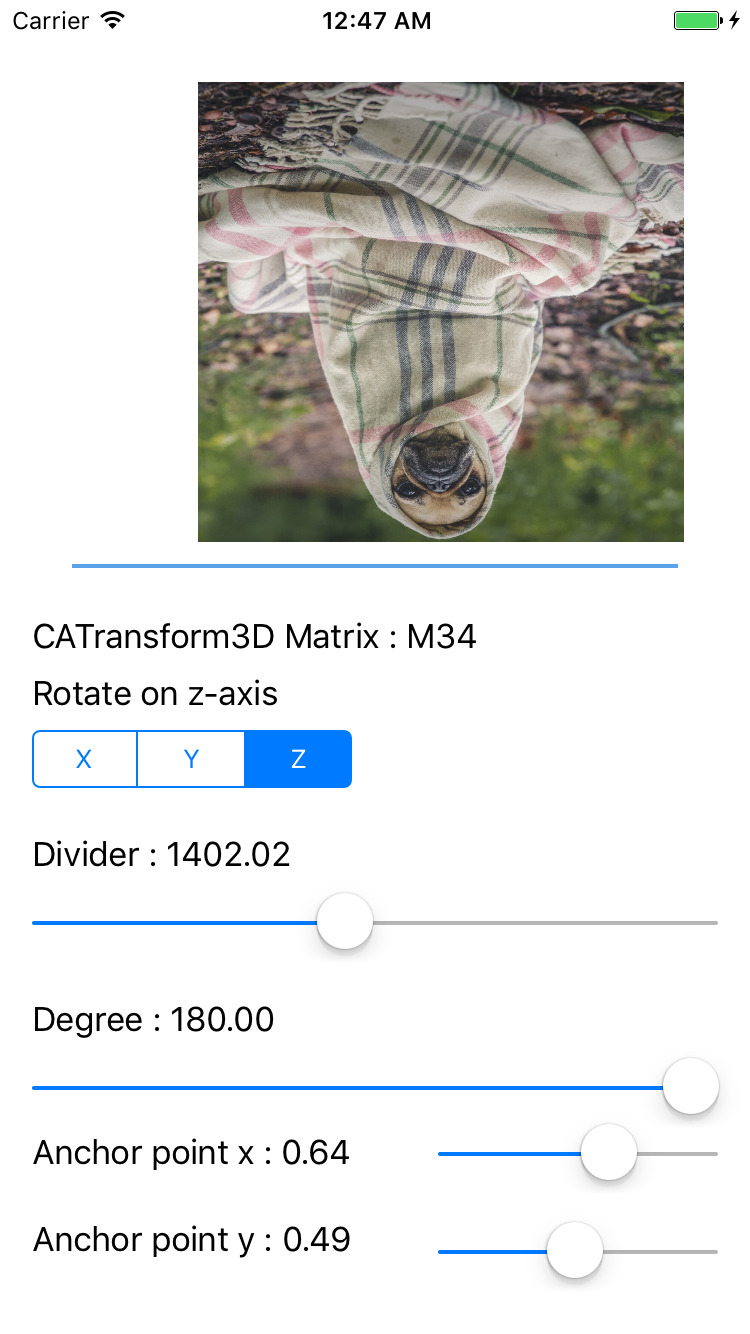 Carrier 12:47 AM
CATransform3D Matrix : M34
Rotate on z-axis
X Y Z
Divider : 1402.02
Degree : 180.00
Anchor point x : 0.64
Anchor point y : 0.49